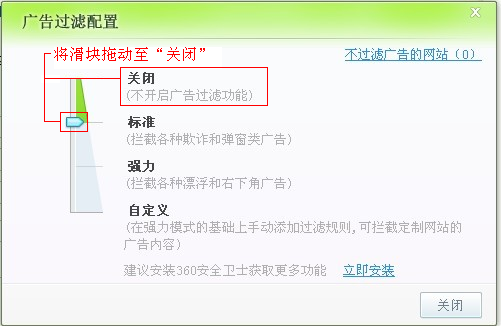 广告过滤配置
将滑块拖动至“关闭”
不过滤广告的网站（0）
关闭
(不开启广告过滤功能)
标准
(拦截各种欺诈和弹窗类广告)
强力
(拦截各种漂浮和右下角广告)
自定义
(在强力模式的基础上手动添加过滤规则,可拦截定制网站的
广告内容)
建议安装360安全卫士获取更多功能 立即安装
关闭